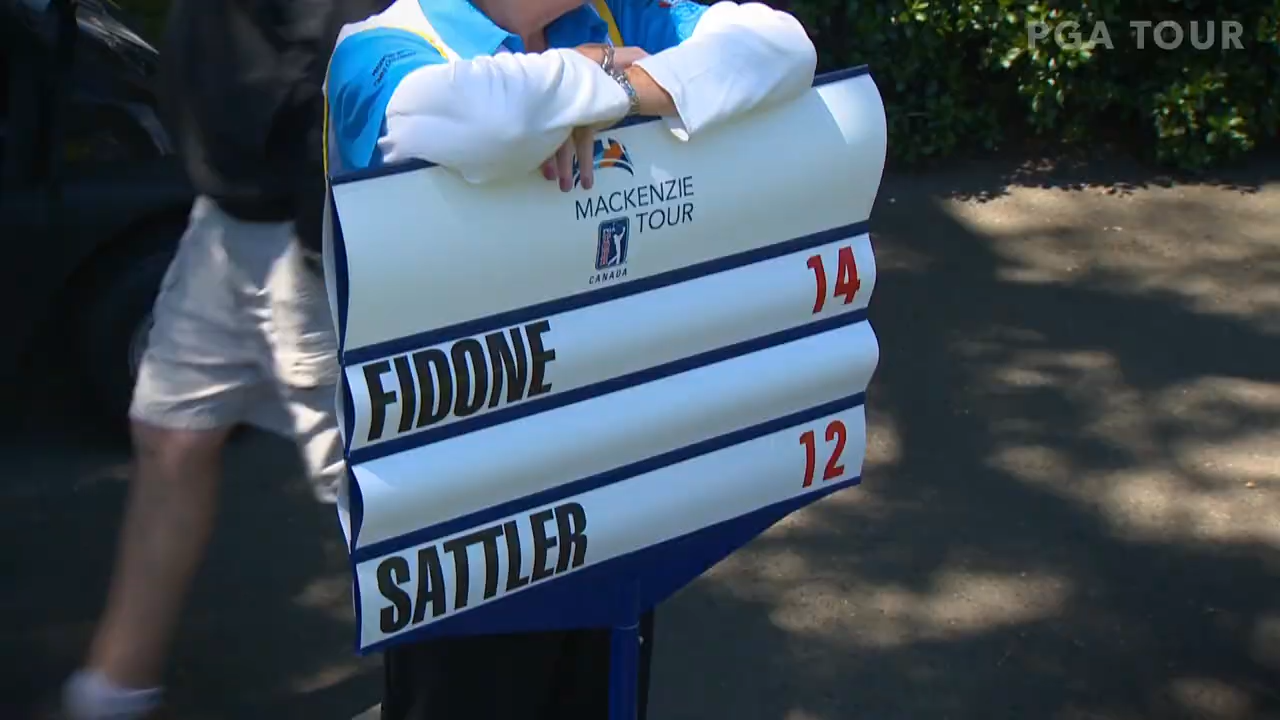 PGA TOUR
MACKENZIE
TOUR
CANADA
FIDONE 14
SATTLER 12